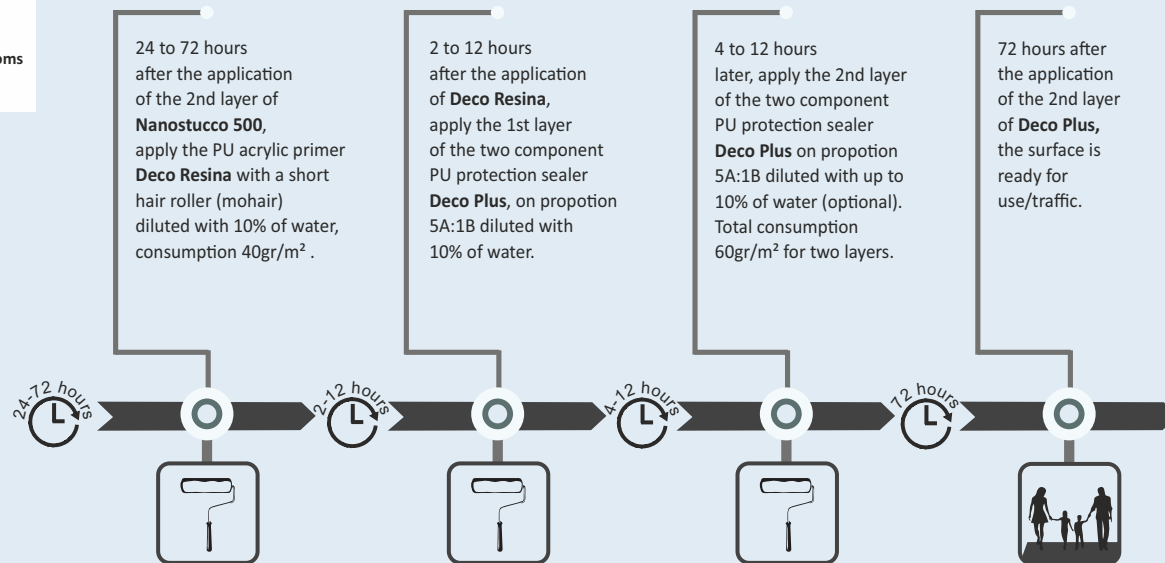 oms
24 to 72 hours
after the application
of the 2nd layer of
Nanostucco 500,
apply the PU acrylic primer
Deco Resina with a short
hair roller (mohair)
diluted with 10% of water,
consumption 40gr/m² .
2 to 12 hours
after the application
of Deco Resina,
apply the 1st layer
of the two component
PU protection sealer
Deco Plus, on propotion
5A:1B diluted with
10% of water.
4 to 12 hours
later, apply the 2nd layer
of the two component
PU protection sealer
Deco Plus on propotion
5A:1B diluted with up to
10% of water (optional).
Total consumption
60gr/m² for two layers.
72 hours after
the application
of the 2nd layer
of Deco Plus,
the surface is
ready for
use/traffic.
24-72 hours
2-12 hours
4-12 hours
72 hours